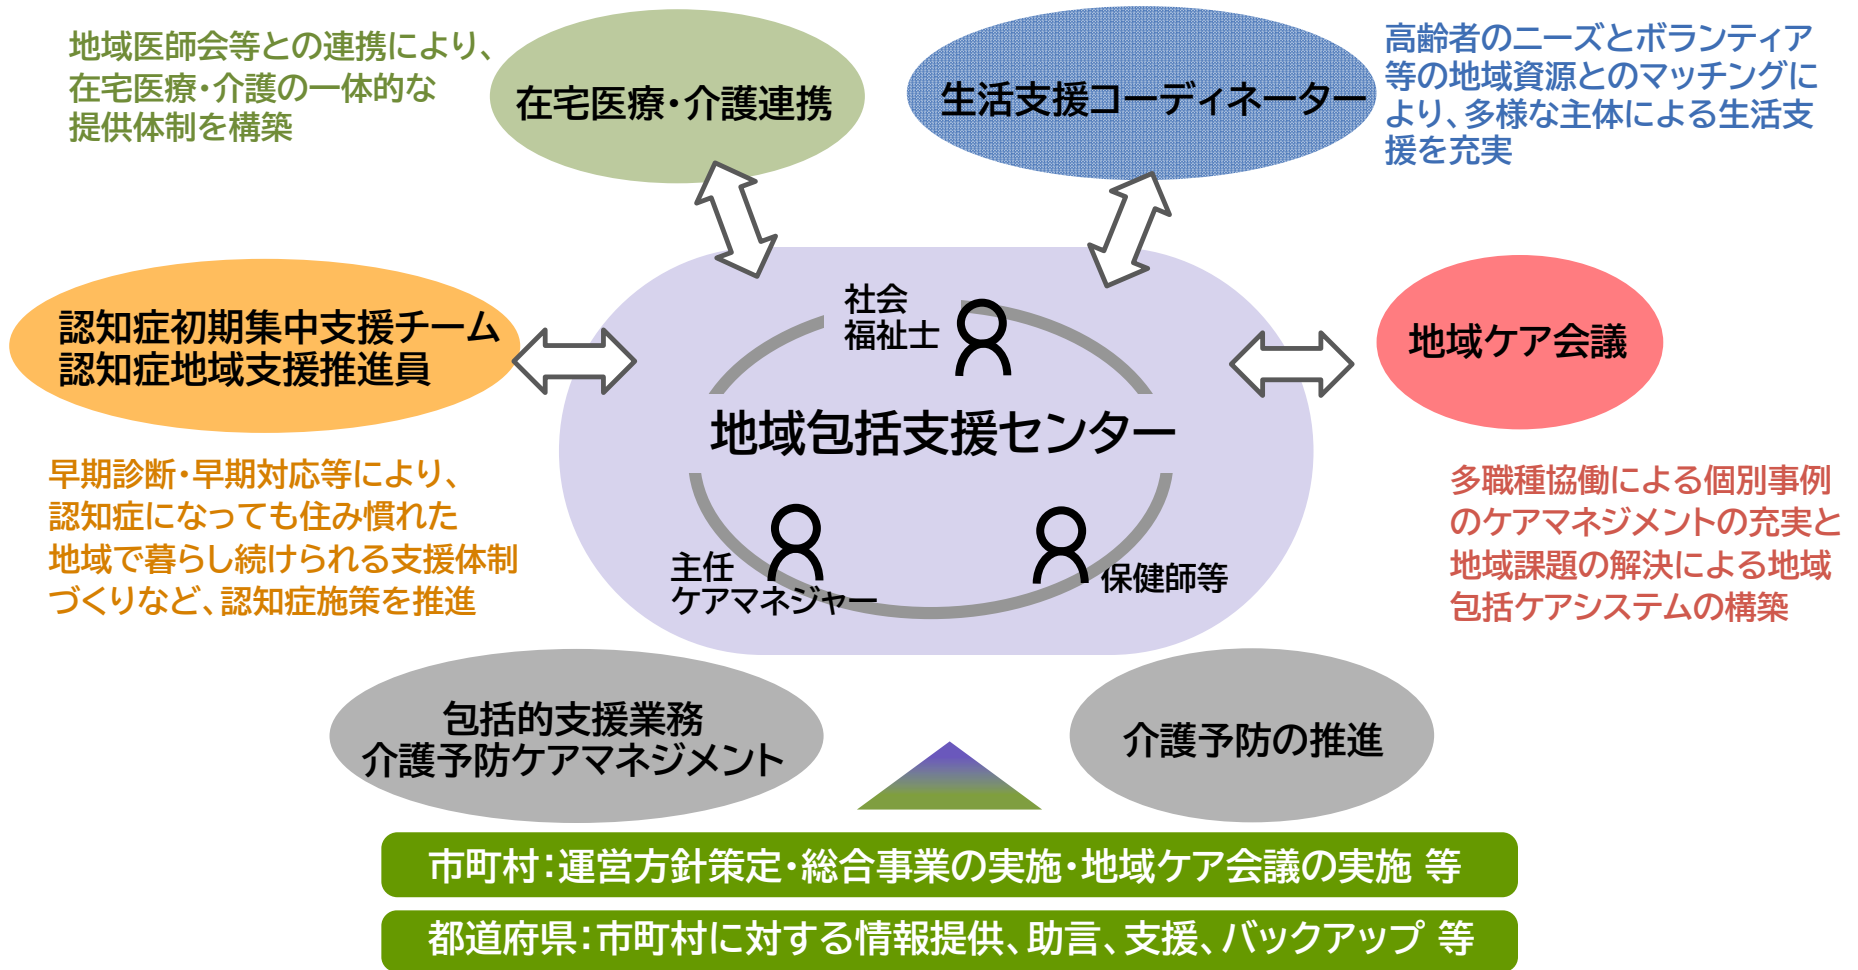 地域医師会等との連携により、
在宅医療・介護の一体的な
提供体制を構築
在宅医療・介護連携
生活支援コーディネーター
高齢者のニーズとボランティア
等の地域資源とのマッチングに
より、多様な主体による生活支
援を充実
認知症初期集中支援チーム
認知症地域支援推進員
早期診断・早期対応等により、
認知症になっても住み慣れた
地域で暮らし続けられる支援体制
づくりなど、認知症施策を推進
社会
福祉士
地域包括支援センター
主任
ケアマネジャー
保健師等
地域ケア会議
多職種協働による個別事例
のケアマネジメントの充実と
地域課題の解決による地域
包括ケアシステムの構築
包括的支援業務
介護予防ケアマネジメント
介護予防の推進
市町村：運営方針策定・総合事業の実施・地域ケア会議の実施 等
都道府県：市町村に対する情報提供、助言、支援、バックアップ 等